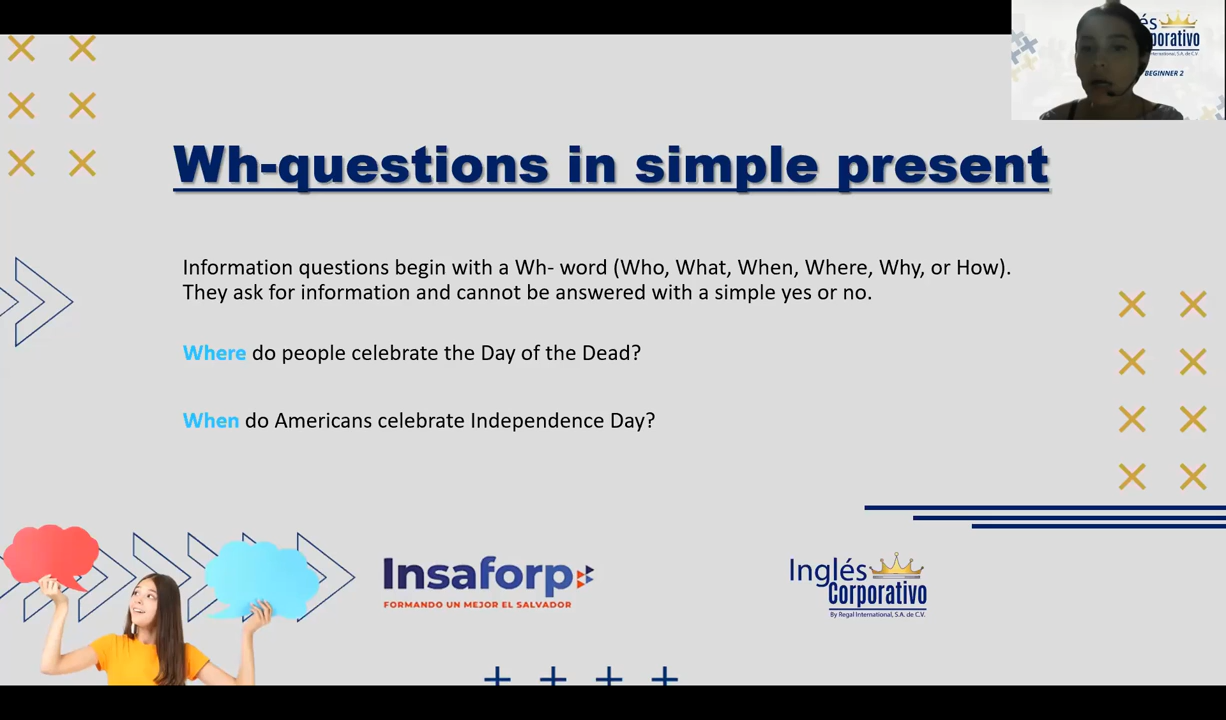 és
porativo
BEGINNER 2
Wh-questions in simple present
Information questions begin with a Wh- word (Who, What, When, Where, Why, or How).
They ask for information and cannot be answered with a simple yes or no.
Where do people celebrate the Day of the Dead?
When do Americans celebrate Independence Day?
Insaforp
FORMANDO UN MEJOR EL SALVADOR
Inglés
Corporativo
By Regal International, S.A. de C.V.